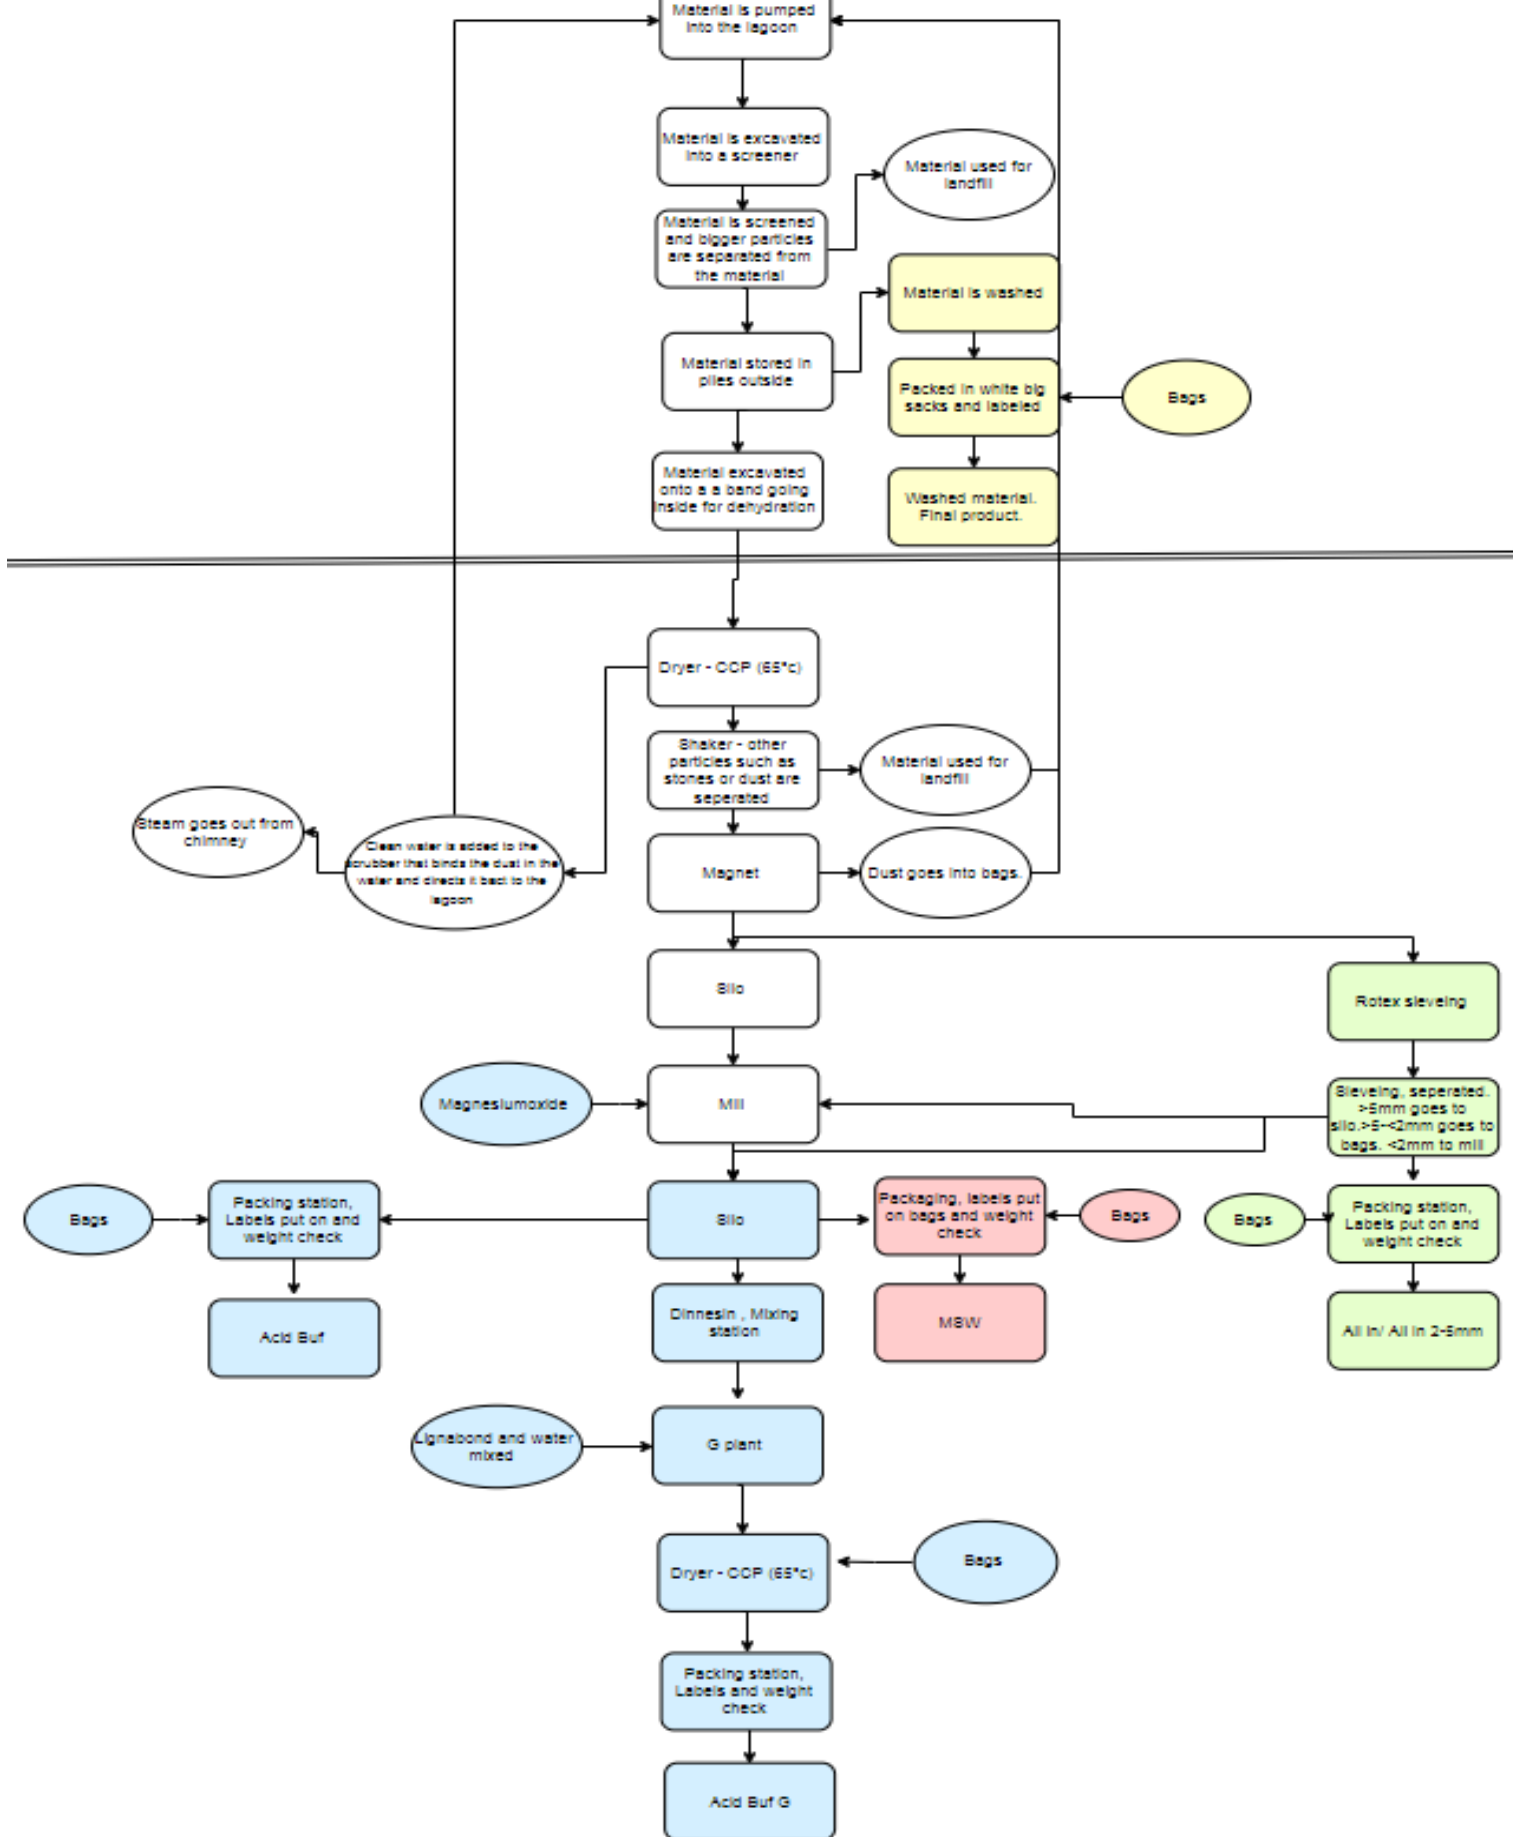 Material is pumped
into the lagoon
Material is excavated
into a screener
Material used for
landfill
Material is screened
and bigger particles
are separated from
the material
Material is washed
Material stored in
piles outside
Packed in white big
sacks and labeled
Bags
Material excavated
onto a a band going
inside for dehydration
Washed material.
Final product.
Dryer - CCP (65°c)
Shaker - other
particles such as
stones or dust are
seperated
Material used for
landfill
Steam goes out from
chimney
Clean water is added to the
scrubber that binds the dust in the
water and directs it bact to the
lagoon
Magnet
Dust goes into bags.
Silo
Rotex sieveing
Magnesiumoxide
Mill
Sieveing, seperated.
>5mm goes to
silo.>5-<2mm goes to
bags. <2mm to mill
Bags
Packing station,
Labels put on and
weight check
Silo
Packaging, labels put
on bags and weight
check
Bags
Bags
Packing station,
Labels put on and
weight check
Acid Buf
Dinnesin , Mixing
station
MSW
All in/ All in 2-5mm
Lignabond and water
mixed
G plant
Dryer - CCP (65°c)
Bags
Packing station,
Labels and weight
check
Acid Buf G